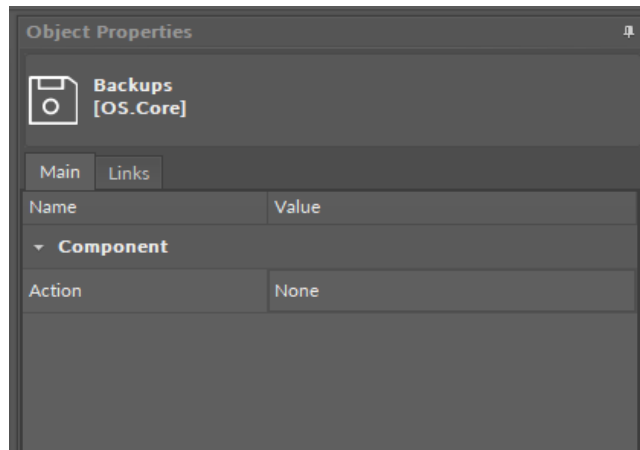 Object Properties
Backups
[OS.Core]
Main Links
Name Value
Component
Action None